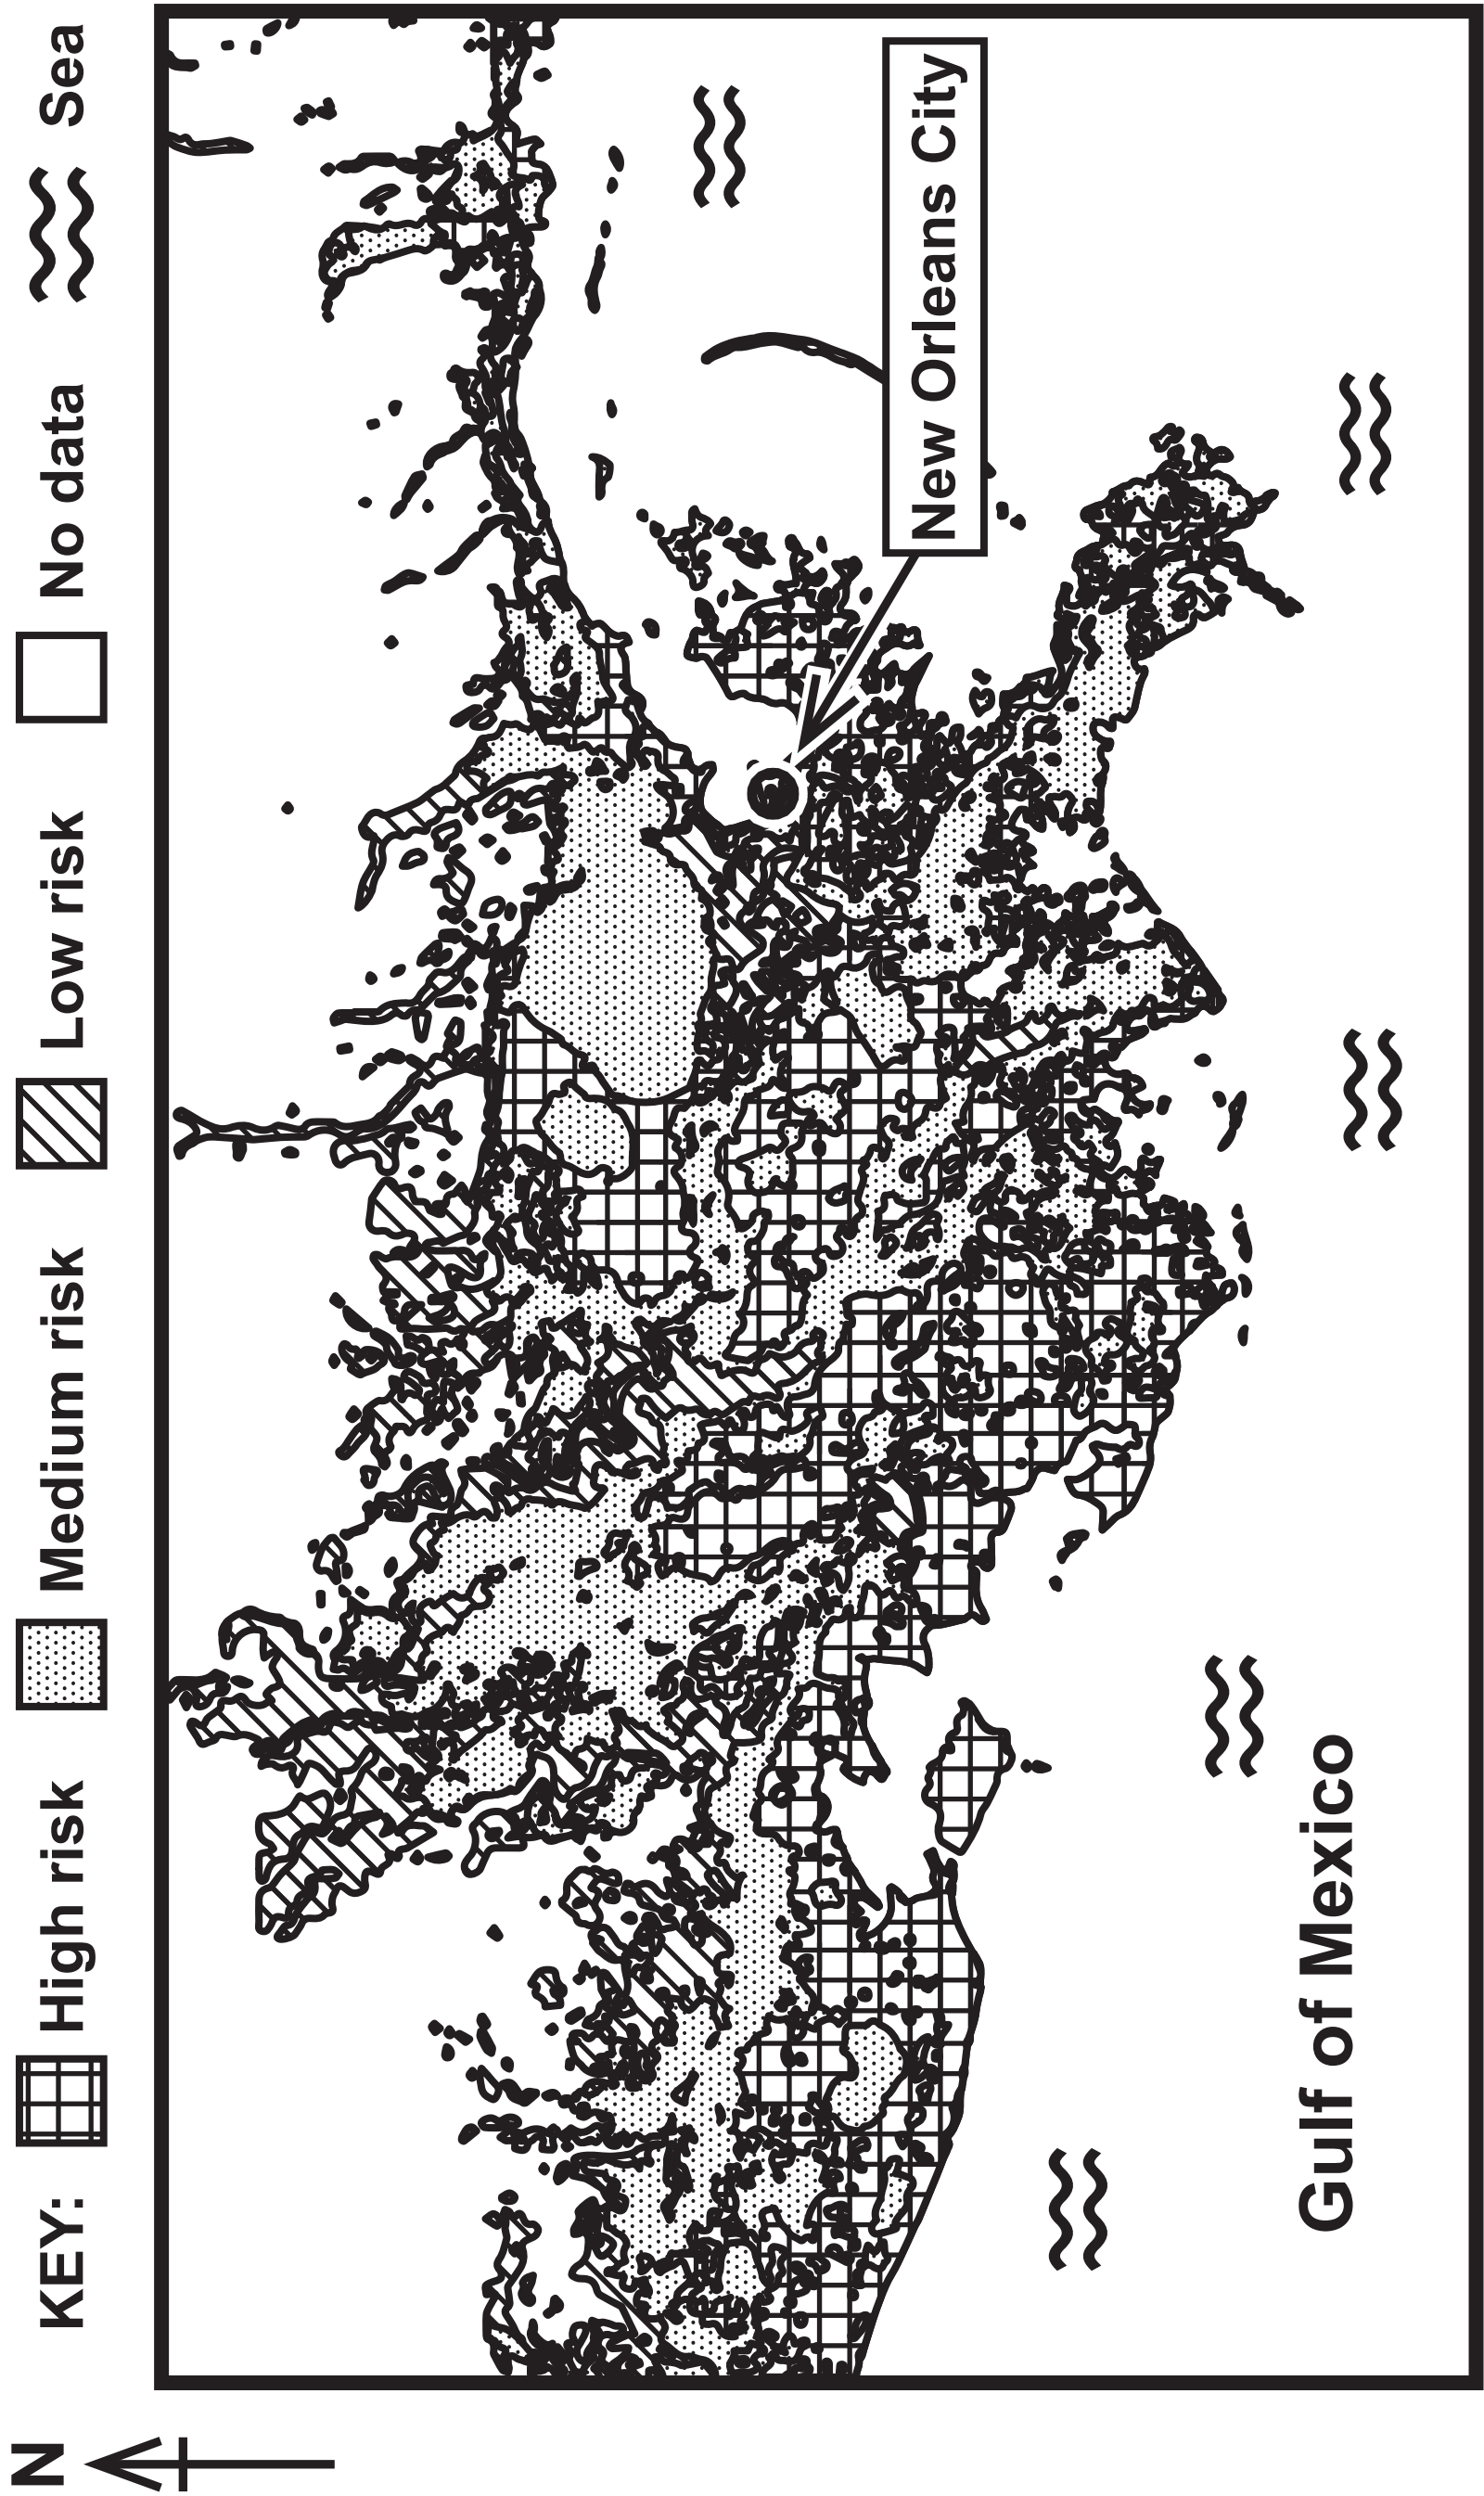 N
KEY: High risk Medium risk Low risk No data Sea
New Orleans City
Gulf of Mexico